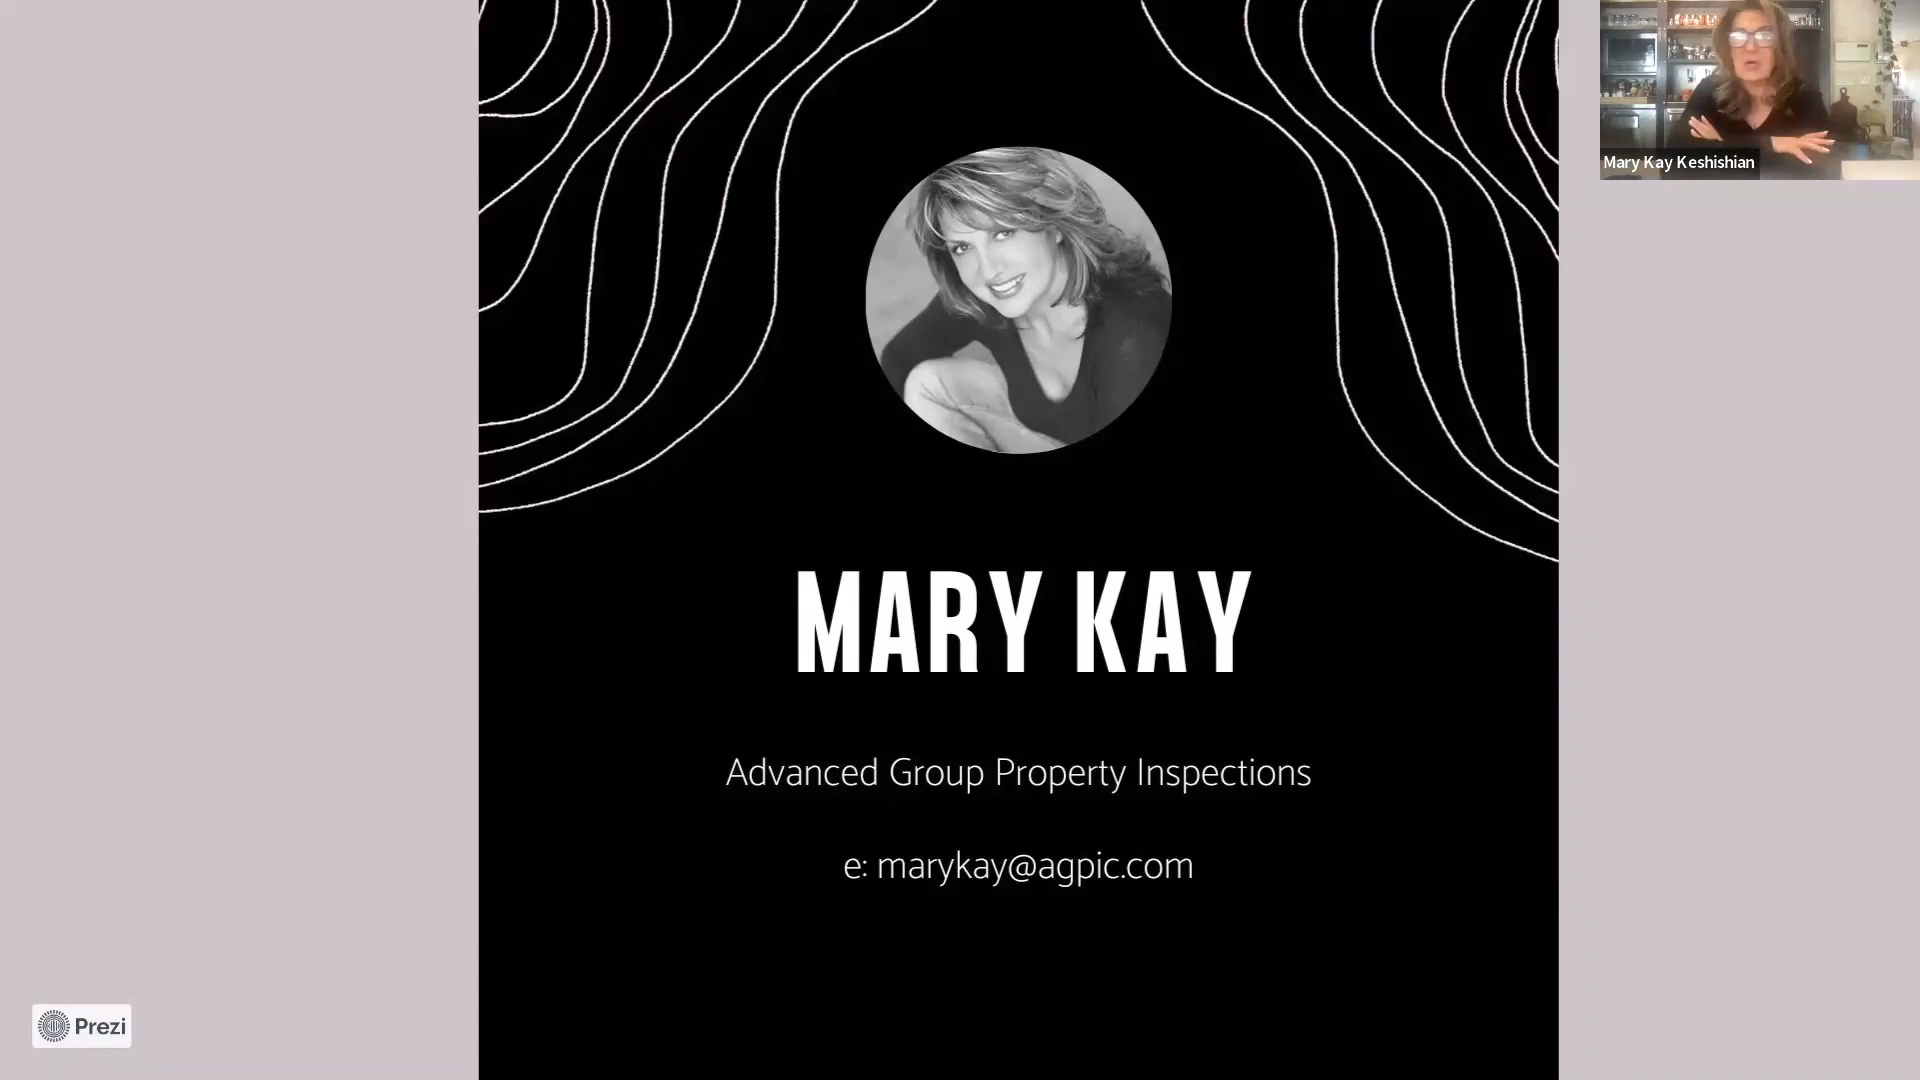 Mary Kay Keshishian
MARY KAY
Advanced Group Property Inspections
e: marykay@agpic.com
Prezi